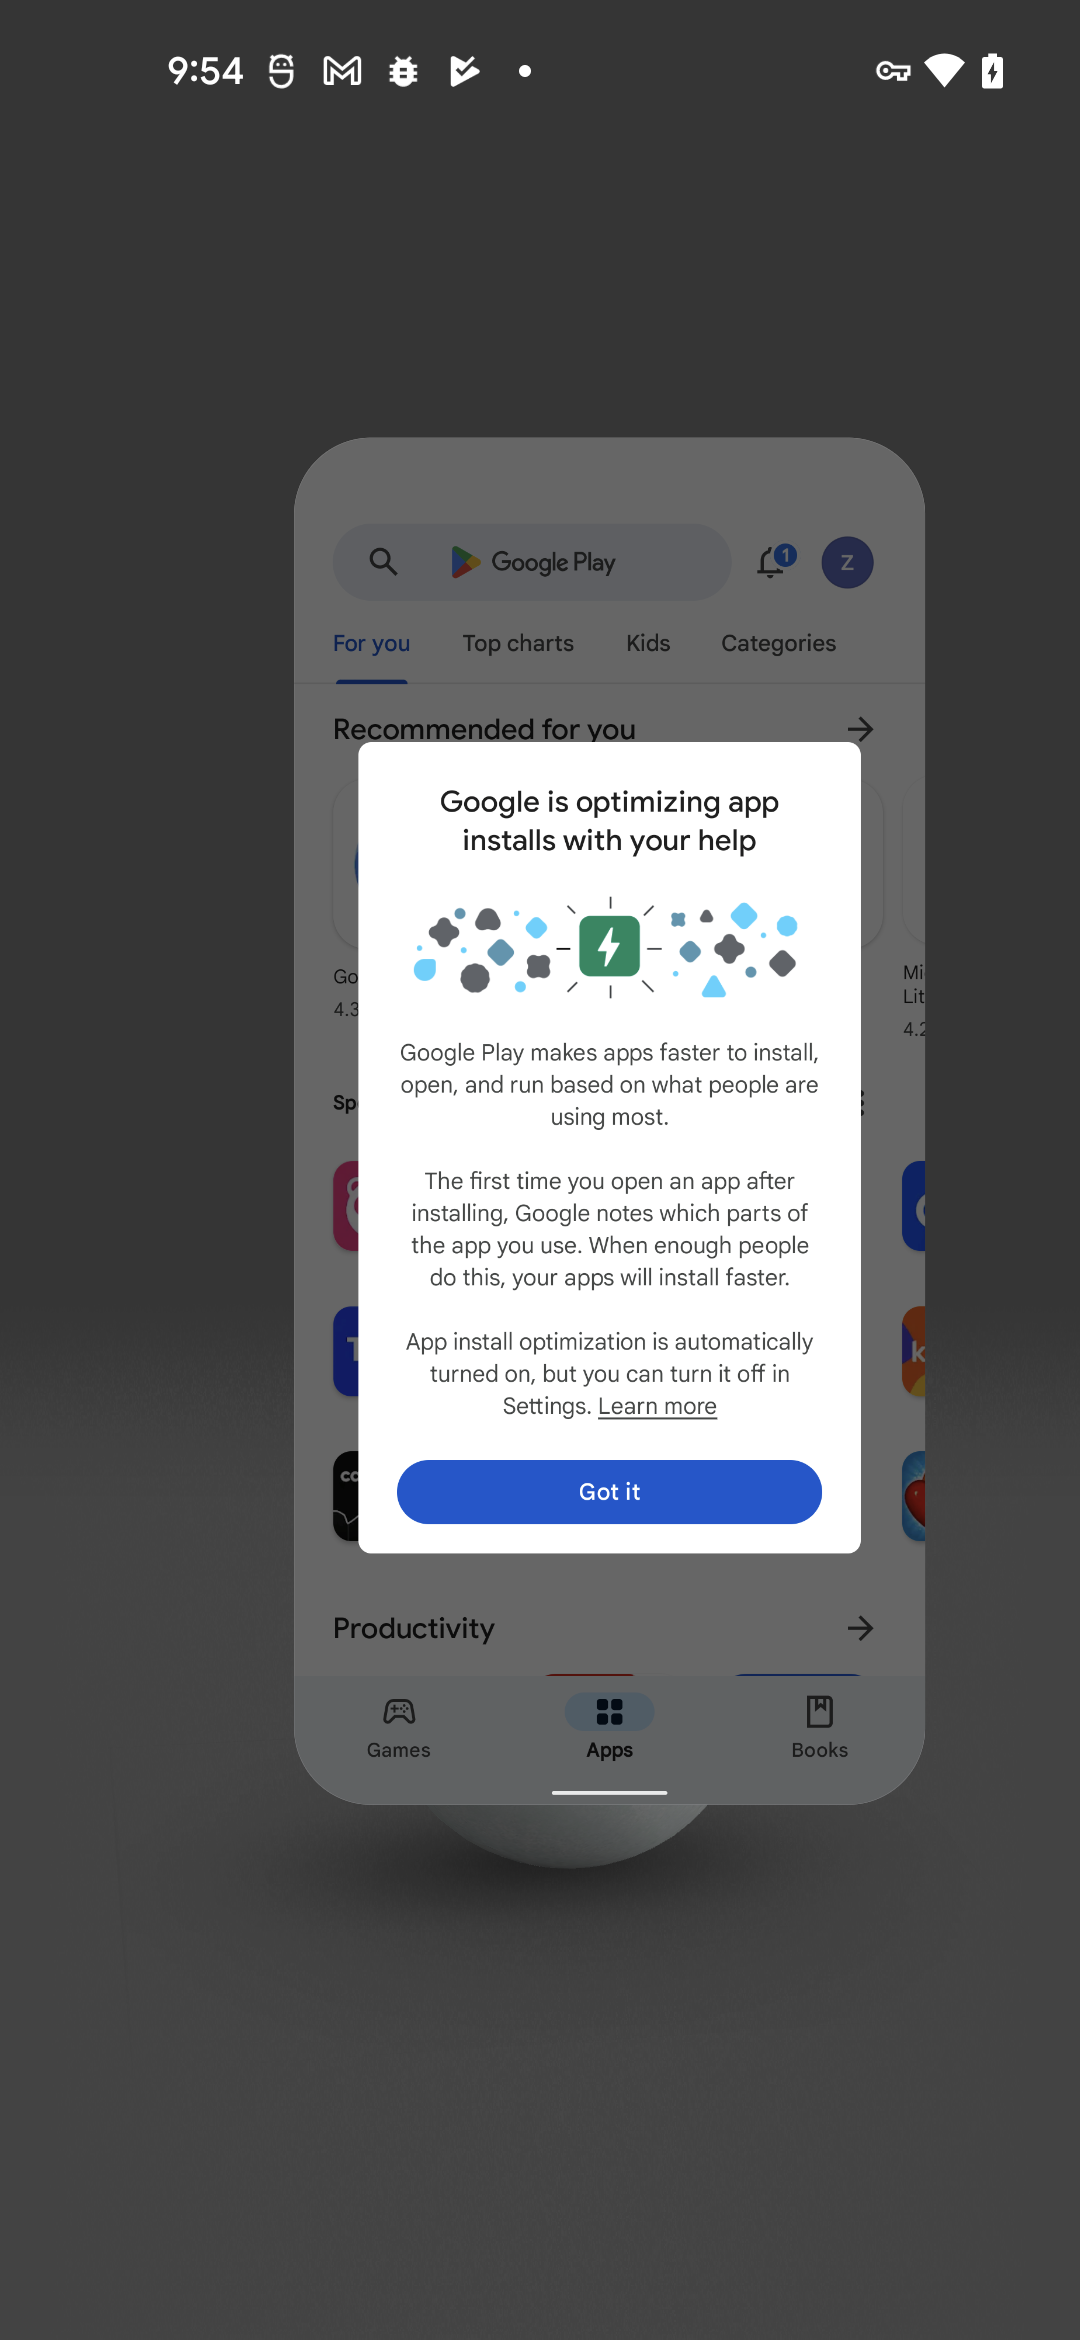 9:54
Google Play
1
Z
For you
Top charts
Kids
Categories
Recommended for you
Google is optimizing app
installs with your help
Go
4.3
Mi
Lit
4.2
Google Play makes apps faster to install,
open, and run based on what people are
using most.
Sp
The first time you open an app after
installing, Google notes which parts of
the app you use. When enough people
do this, your apps will install faster.
App install optimization is automatically
turned on, but you can turn it off in
Settings. Learn more
Got it
Productivity
Games
Apps
Books